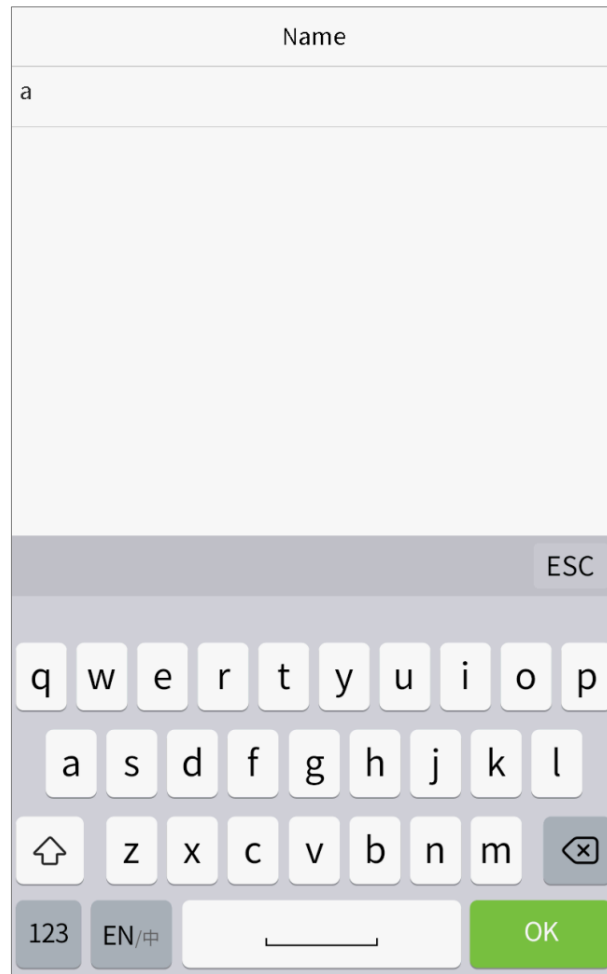 Name
a
ESC
q w e r t y u i o p
a s d f g h j k l
z x c v b n m
123 EN/中 OK